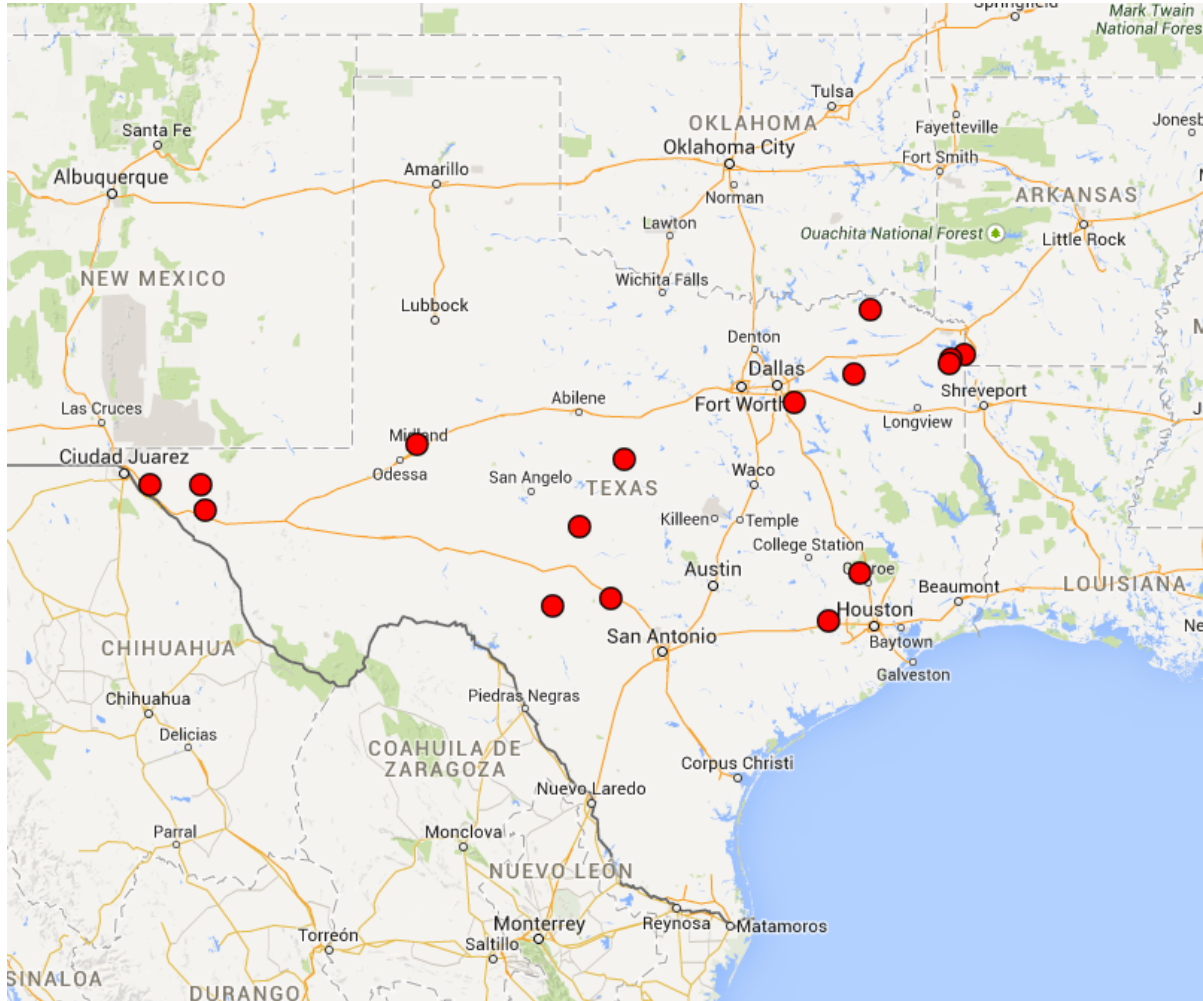 Springfield
Mark Twain
National Fores
Tulsa
OKLAHOMA
Santa Fe
Fayetteville
Jonesb
Oklahoma City
Albuquerque
Amarillo
Fort Smith
Norman
ARKANSAS
Lawton
Ouachita National Forest
Little Rock
NEW MEXICO
Wichita Falls
Lubbock
Denton
Dallas
Fort Worth
Shreveport
Abilene
Las Cruces
Longview
Midland
Ciudad Juarez
Odessa
San Angelo
Waco
TEXAS
Killeen
Temple
College Station
Austin
Conroe
Beaumont
LOUISIANA
Houston
San Antonio
Ne
Baytown
CHIHUAHUA
Galveston
Chihuahua
Piedras Negras
Delicias
COAHUILA DE
ZARAGOZA
Corpus Christi
Nuevo Laredo
Parral
Monclova
NUEVO LEÓN
Monterrey
Reynosa
Matamoros
Torreón
Saltillo
SINALOA
DURANGO